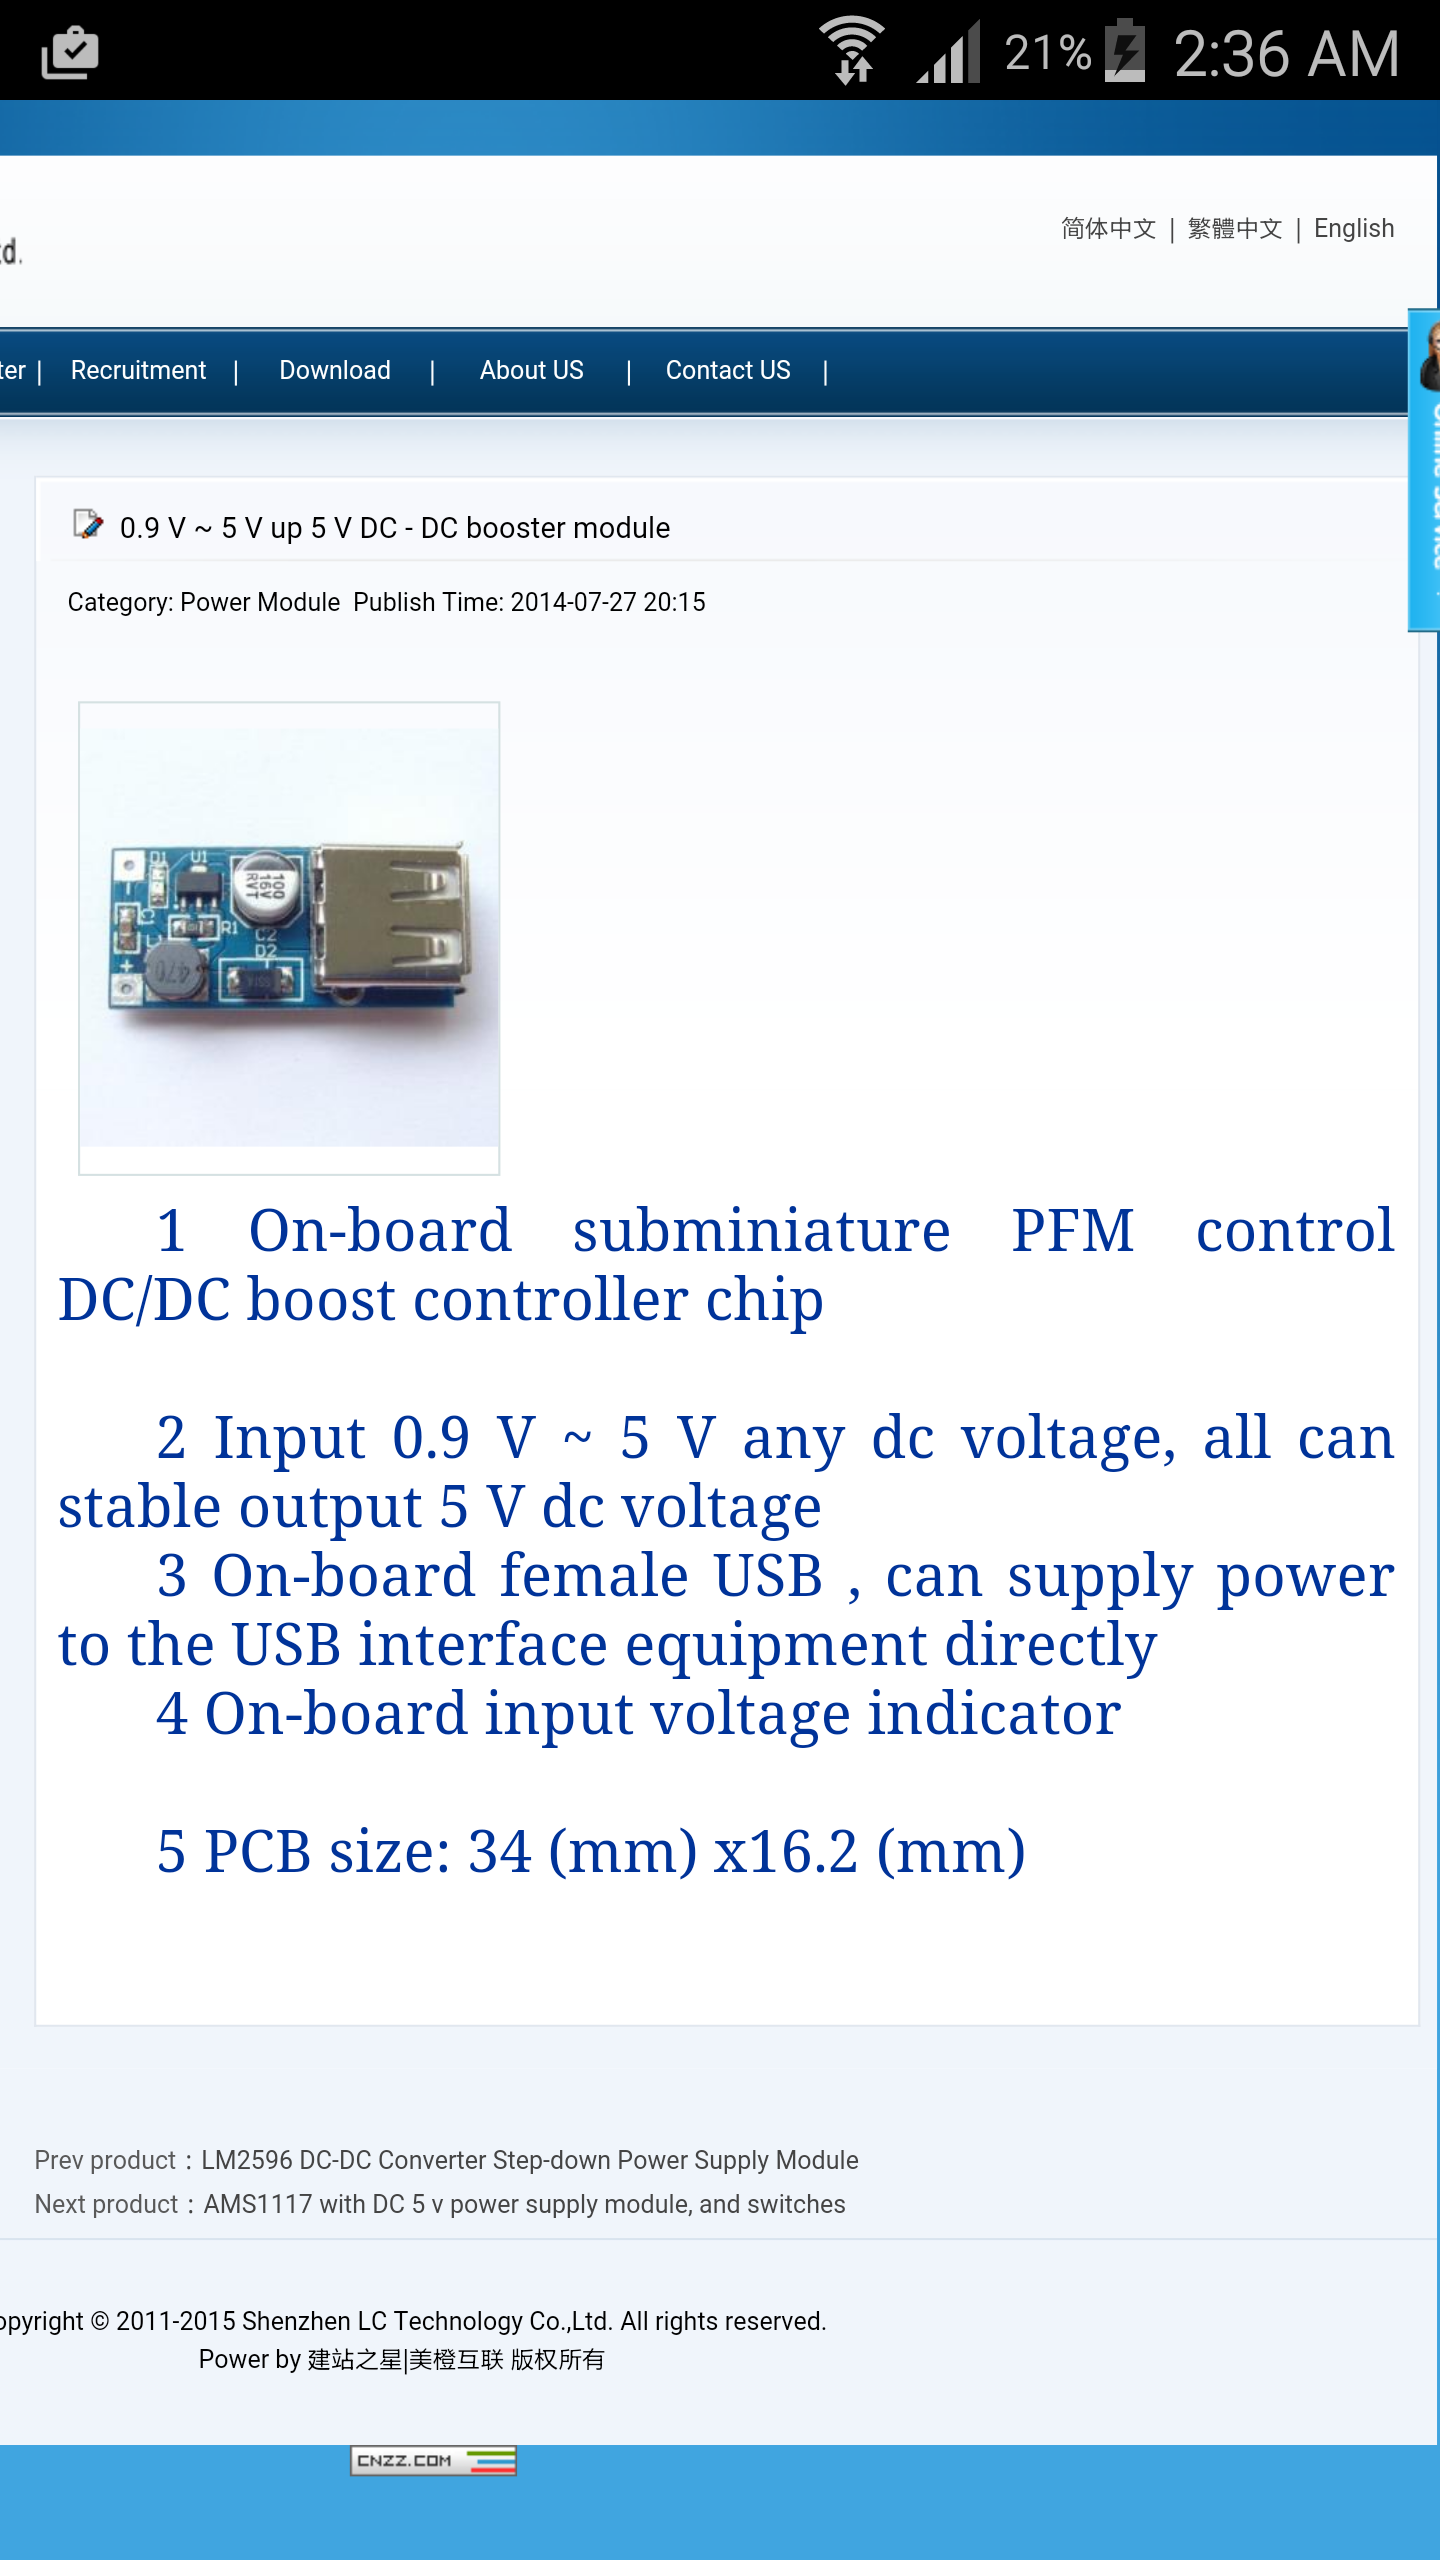 21% 2:36 AM
简体中文 | 繁體中文 | English
td.
ter | Recruitment | Download | About US | Contact US |
Online Service
0.9 V ~ 5 V up 5 V DC - DC booster module
Category: Power Module Publish Time: 2014-07-27 20:15
D1 U1
100
16V
RVT
C1
R1
C2
D2
L1
470
1 On-board subminiature PFM control
DC/DC boost controller chip
2 Input 0.9 V ~ 5 V any dc voltage, all can
stable output 5 V dc voltage
3 On-board female USB , can supply power
to the USB interface equipment directly
4 On-board input voltage indicator
5 PCB size: 34 (mm) x16.2 (mm)
Prev product：LM2596 DC-DC Converter Step-down Power Supply Module
Next product：AMS1117 with DC 5 v power supply module, and switches
opyright © 2011-2015 Shenzhen LC Technology Co.,Ltd. All rights reserved.
Power by 建站之星|美橙互联 版权所有
CNZZ.COM